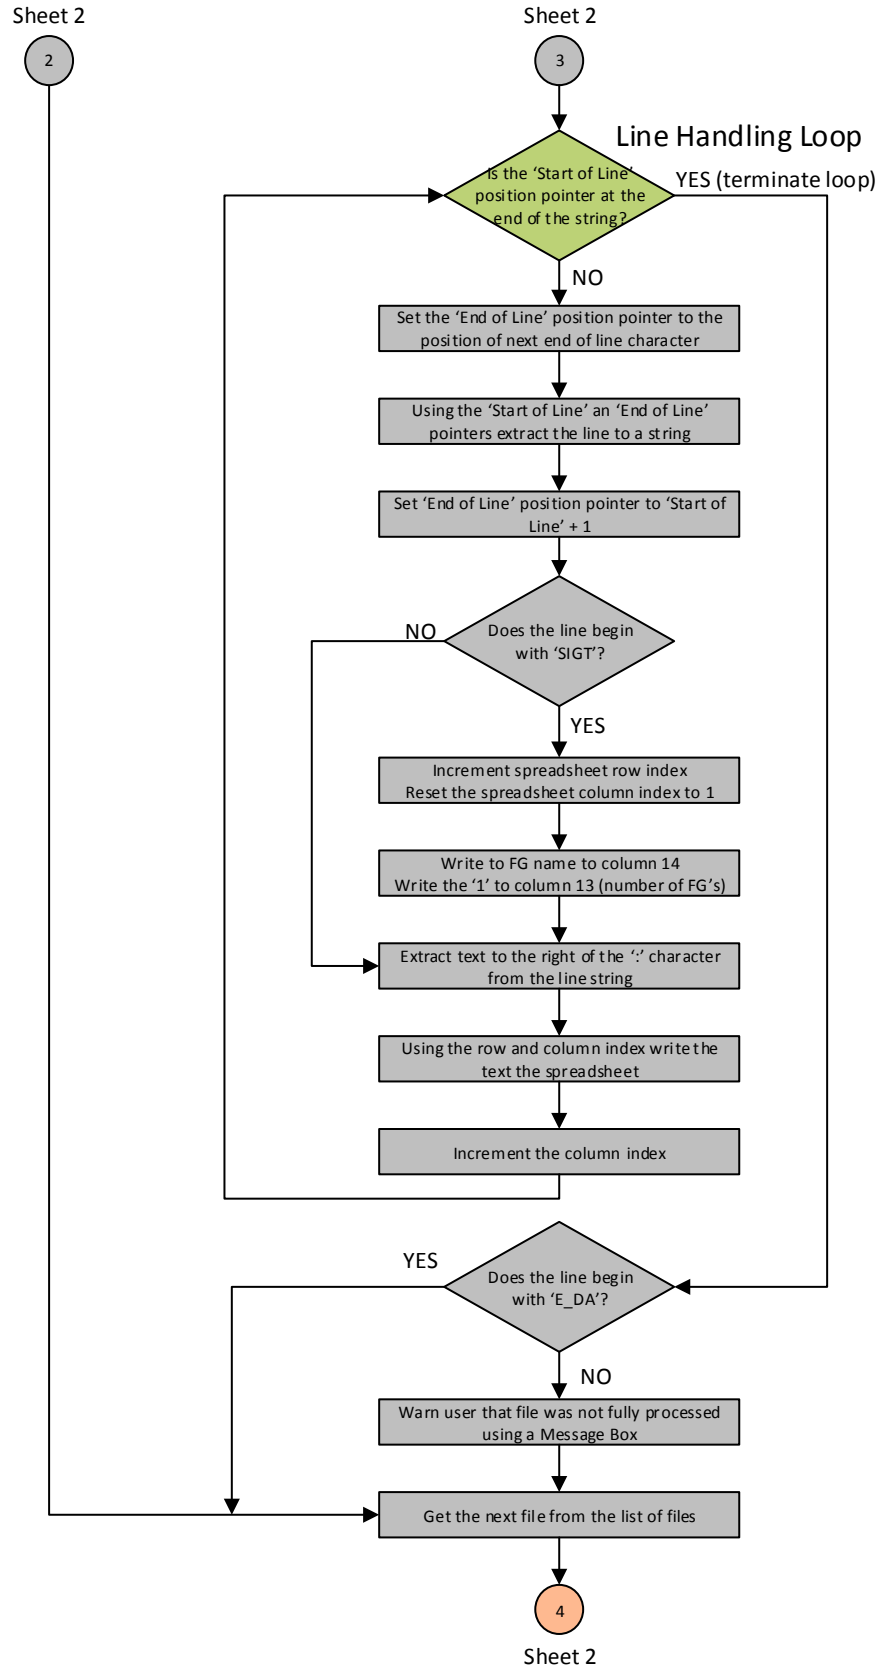 Sheet 2
Sheet 2
2
3
Line Handling Loop
Is the ‘Start of Line’
position pointer at the
end of the string?
YES (terminate loop)
NO
Set the ‘End of Line’ position pointer to the
position of next end of line character
Using the ‘Start of Line’ an ‘End of Line’
pointers extract the line to a string
Set ‘End of Line’ position pointer to ‘Start of
Line’ + 1
Does the line begin
with ‘SIGT’?
NO
YES
Increment spreadsheet row index
Reset the spreadsheet column index to 1
Write to FG name to column 14
Write the ‘1’ to column 13 (number of FG’s)
Extract text to the right of the ‘:’ character
from the line string
Using the row and column index write the
text the spreadsheet
Increment the column index
YES
Does the line begin
with ‘E_DA’?
NO
Warn user that file was not fully processed
using a Message Box
Get the next file from the list of files
4
Sheet 2